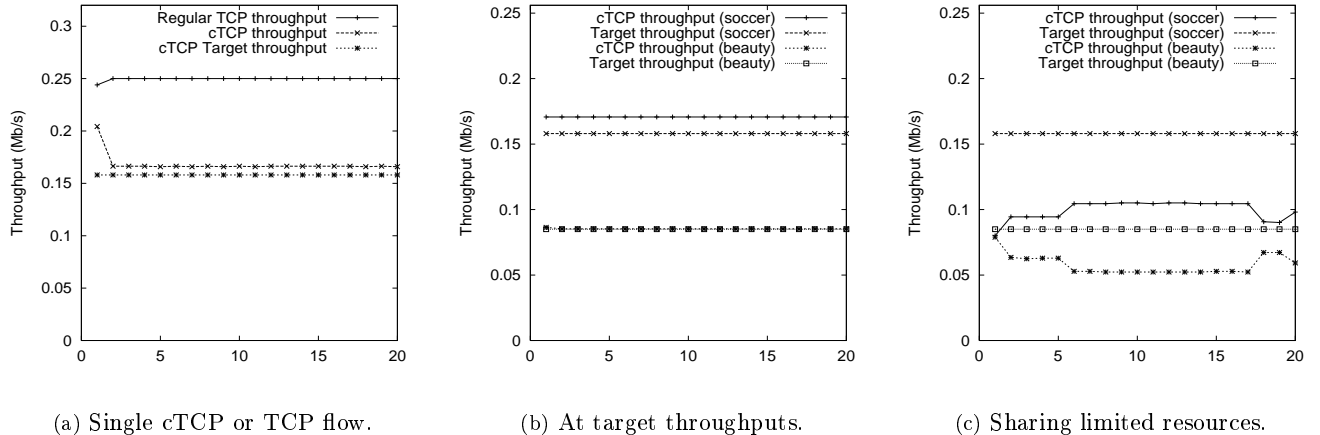 Regular TCP throughput
cTCP throughput
cTCP Target throughput
0.3
0.25
0.2
0.15
0.1
0.05
0
Throughput (Mb/s)
0 5 10 15 20
(a) Single cTCP or TCP flow.
cTCP throughput (soccer)
Target throughput (soccer)
cTCP throughput (beauty)
Target throughput (beauty)
0.25
0.2
0.15
0.1
0.05
0
Throughput (Mb/s)
0 5 10 15 20
(b) At target throughputs.
cTCP throughput (soccer)
Target throughput (soccer)
cTCP throughput (beauty)
Target throughput (beauty)
0.25
0.2
0.15
0.1
0.05
0
Throughput (Mb/s)
0 5 10 15 20
(c) Sharing limited resources.